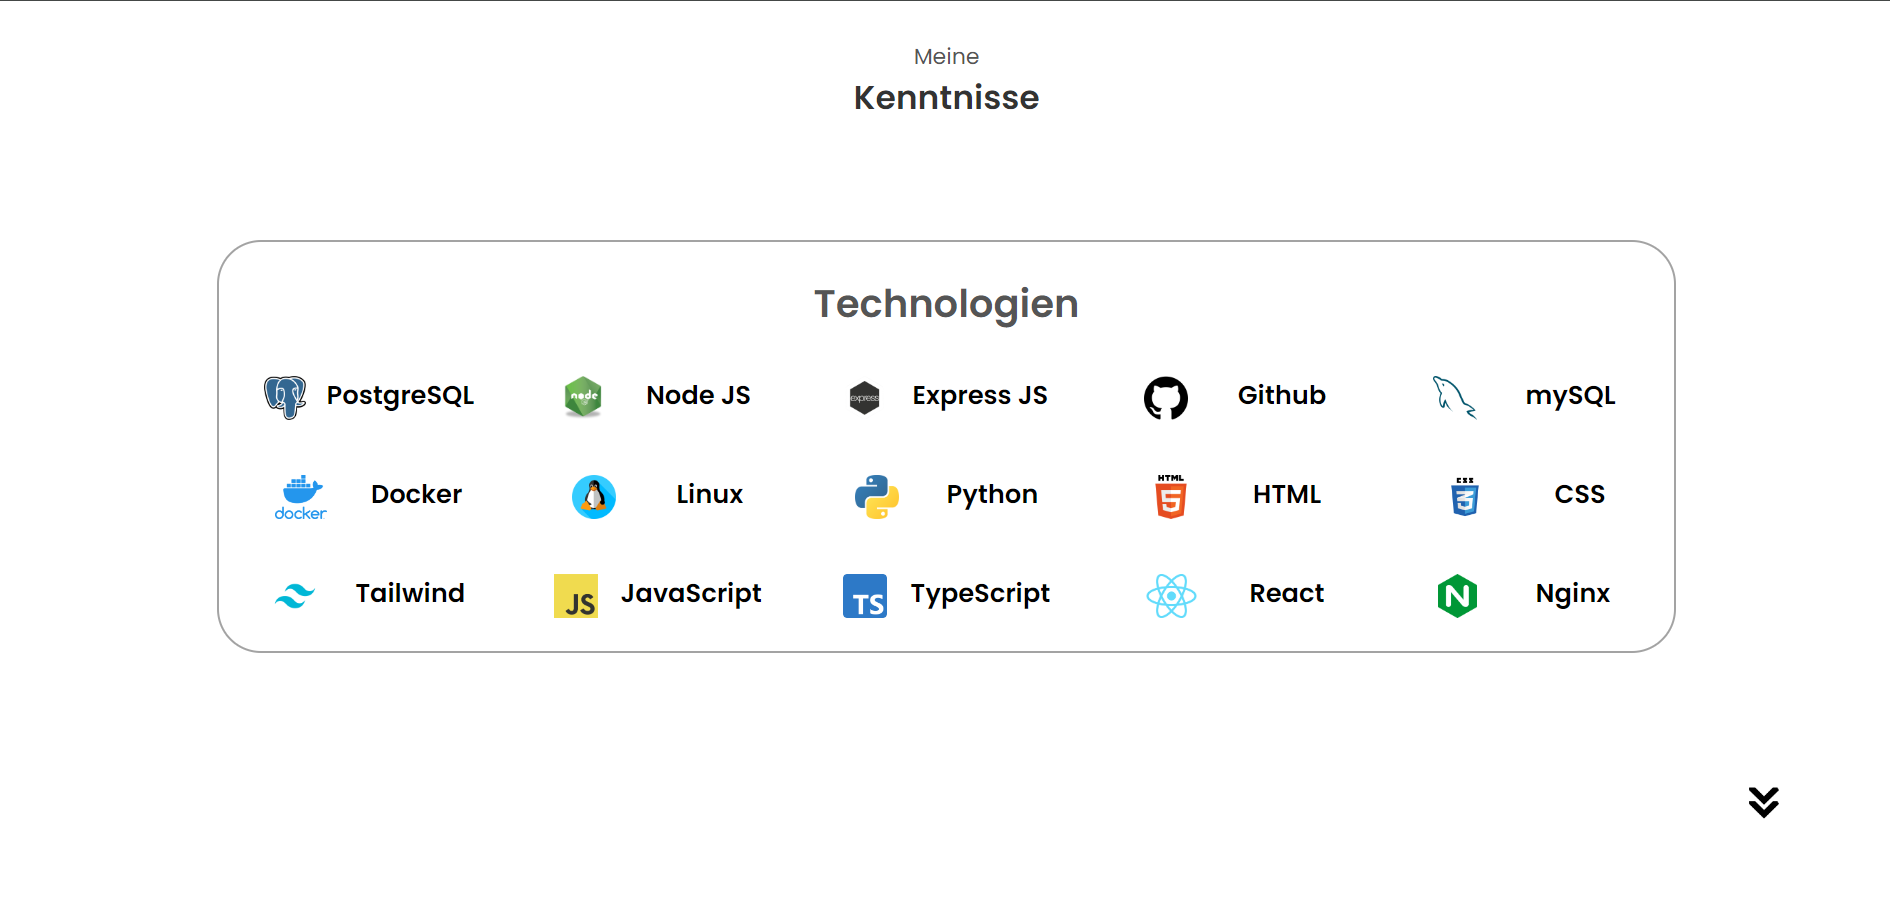 Meine
Kenntnisse
Technologien
PostgreSQL
node
Node JS
express
Express JS
Github
mySQL
docker
Docker
Linux
Python
HTML
5
HTML
CSS
3
CSS
Tailwind
JS
JavaScript
TS
TypeScript
React
N
Nginx